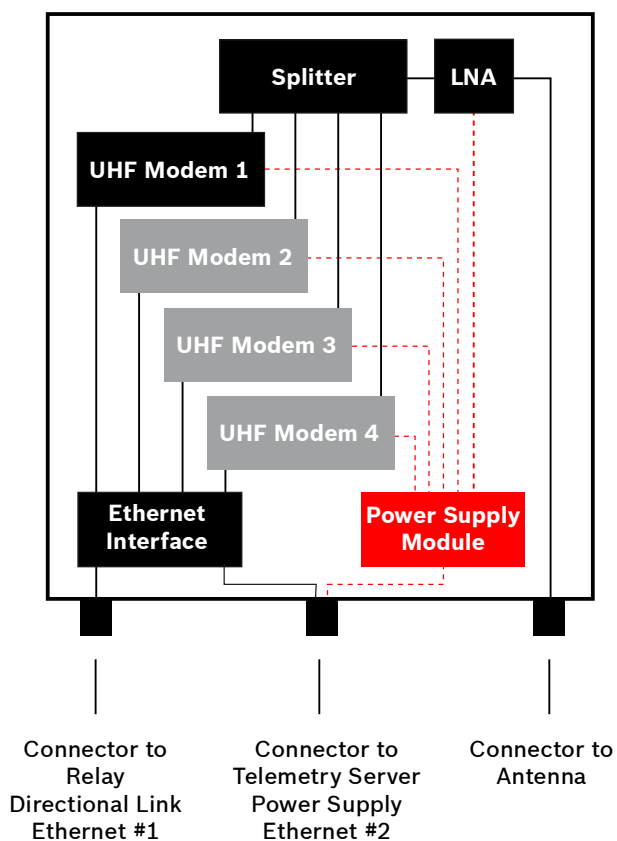 Splitter
LNA
UHF Modem 1
UHF Modem 2
UHF Modem 3
UHF Modem 4
Ethernet
Interface
Power Supply
Module
Connector to
Relay
Directional Link
Ethernet #1
Connector to
Telemetry Server
Power Supply
Ethernet #2
Connector to
Antenna